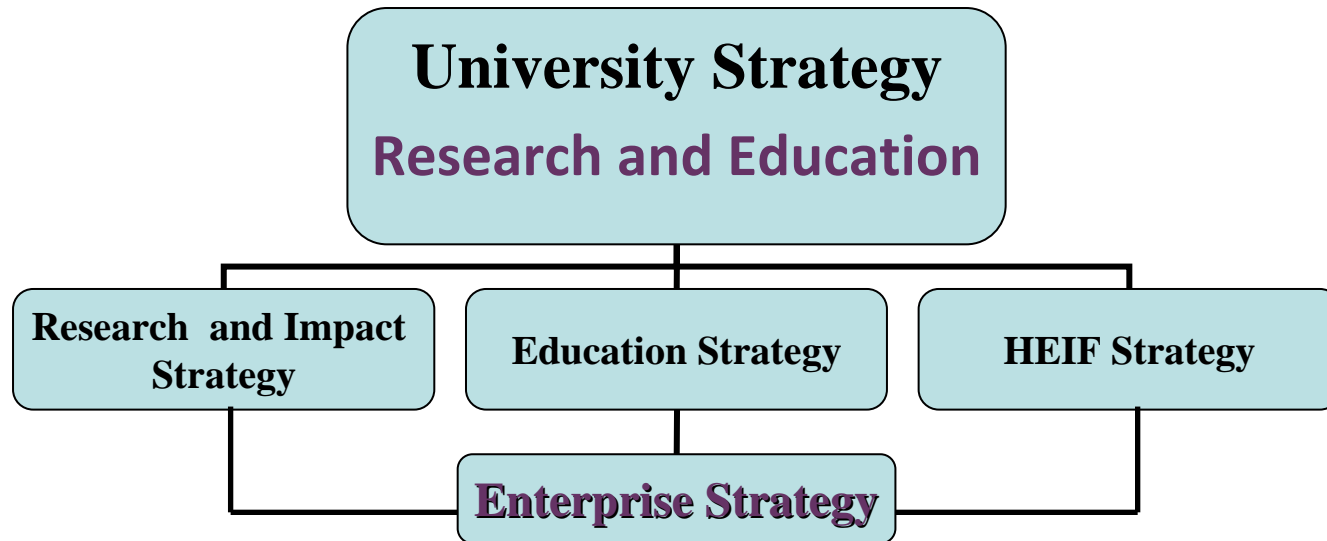 University Strategy
Research and Education
Research and Impact
Strategy
Education Strategy
HEIF Strategy
Enterprise Strategy